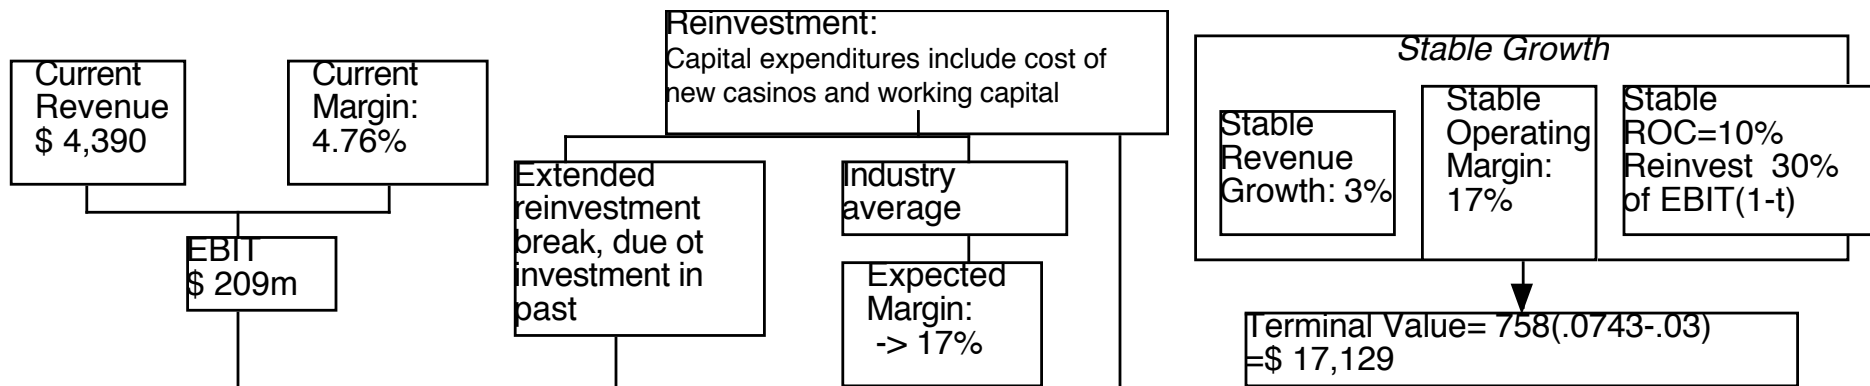 Current
Revenue
$ 4,390
Current
Margin:
4.76%
EBIT
$ 209m
Reinvestment:
Capital expenditures include cost of
new casinos and working capital
Extended
reinvestment
break, due ot
investment in
past
Industry
average
Expected
Margin:
-> 17%
Stable Growth
Stable
Revenue
Growth: 3%
Stable
Operating
Margin:
17%
Stable
ROC=10%
Reinvest 30%
of EBIT(1-t)
Terminal Value= 758(.0743-.03)
=$ 17,129